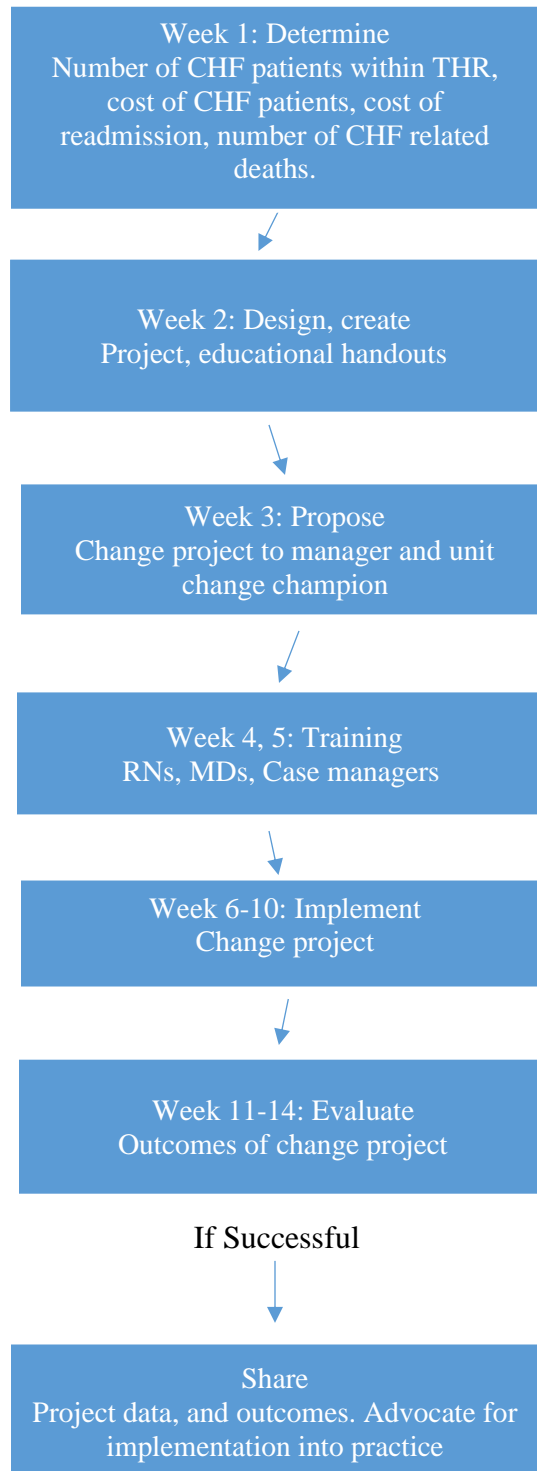 Week 1: Determine
Number of CHF patients within THR,
cost of CHF patients, cost of
readmission, number of CHF related
deaths.
Week 2: Design, create
Project, educational handouts
Week 3: Propose
Change project to manager and unit
change champion
Week 4, 5: Training
RNs, MDs, Case managers
Week 6-10: Implement
Change project
Week 11-14: Evaluate
Outcomes of change project
If Successful
Share
Project data, and outcomes. Advocate for
implementation into practice